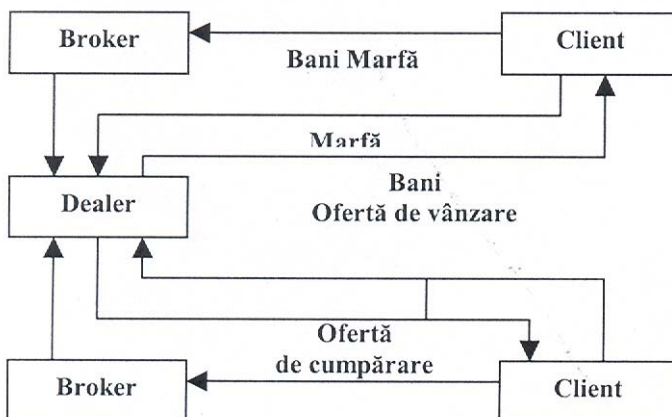 Broker
Client
Bani Marfă
Marfă
Bani
Dealer
Ofertă de vânzare
Ofertă
de cumpărare
Broker
Client